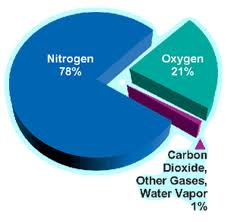 Nitrogen
78%
Oxygen
21%
Carbon
Dioxide,
Other Gases,
Water Vapor
1%